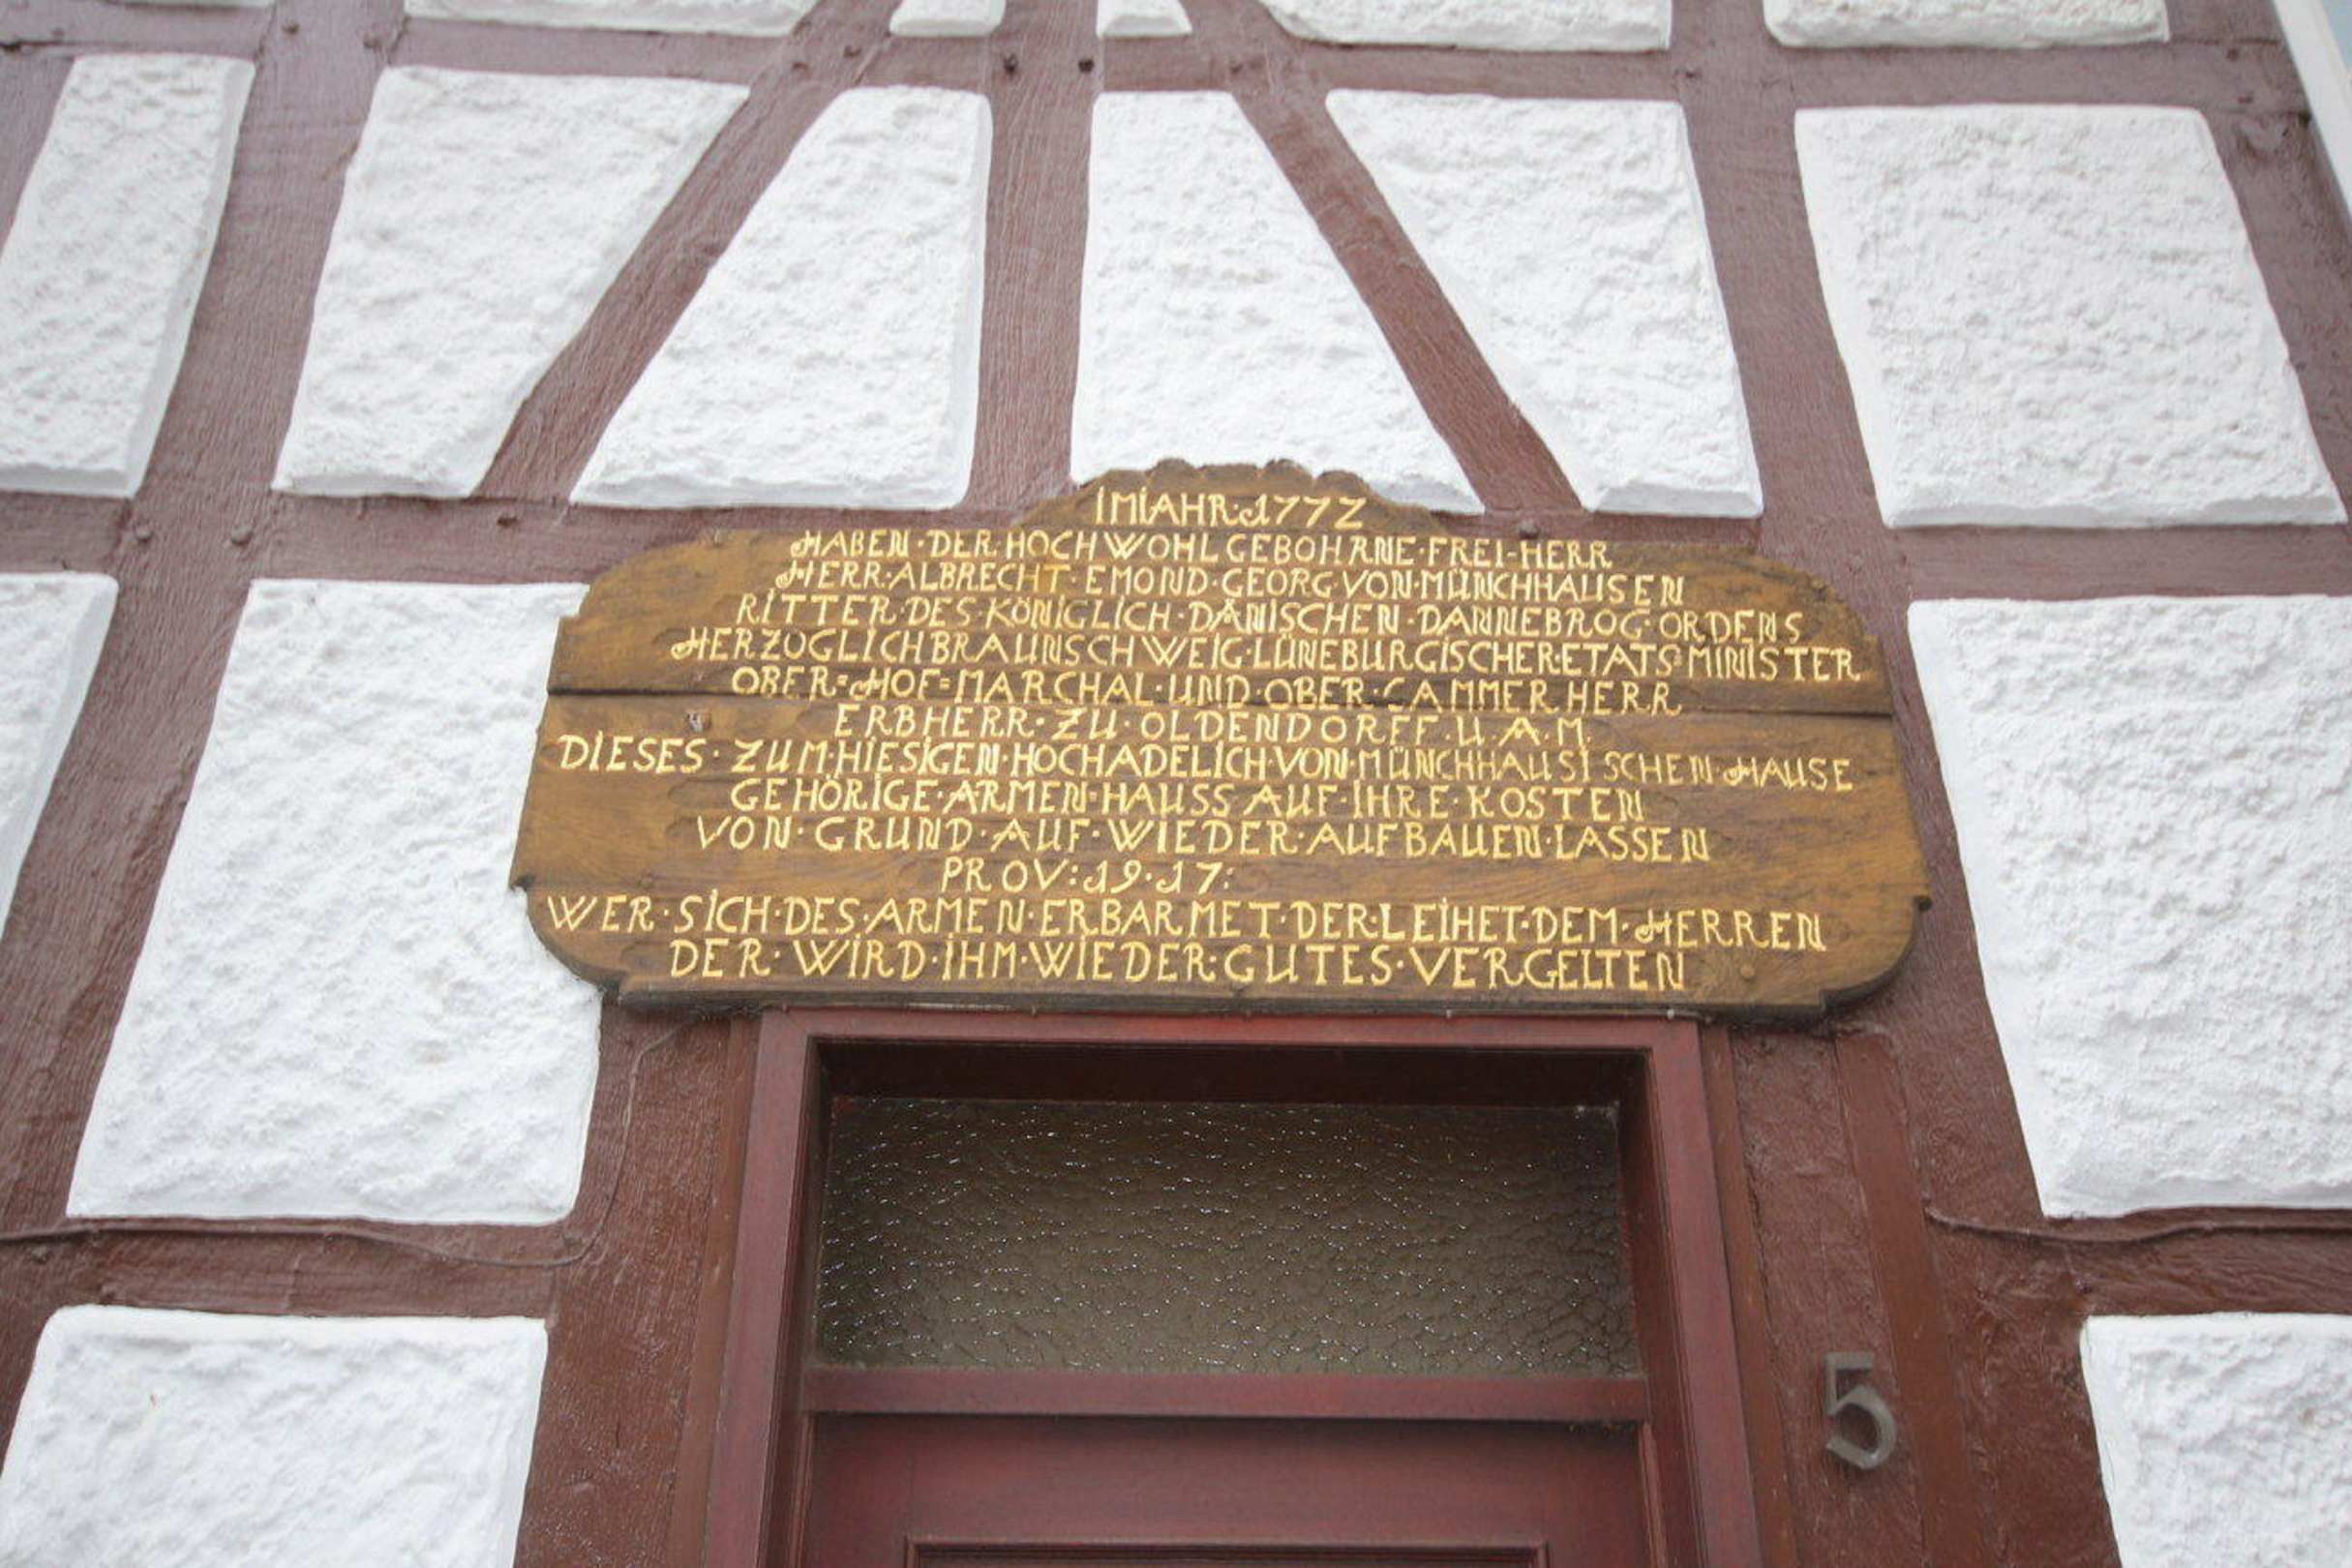 IM IAHR·1772
HABEN·DER·HOCHWOHLGEBOHRNE·FREI-HERR
HERR·ALBRECHT·EMOND·GEORG VON·MÜNCHHAUSEN
RITTER·DES·KÖNIGLICH·DÄNISCHEN·DANNEBROG·ORDENS
HERZOGLICH BRAUNSCHWEIG·LÜNEBURGISCHER·ETATS=MINISTER
OBER=HOF=MARCHAL·UND·OBER·CAMMERHERR
ERBHERR·ZU·OLDENDORFF·U·A·M·
DIESES·ZUM·HIESIGEN·HOCHADELICH·VON·MÜNCHHAUSISCHEN·HAUSE
GEHÖRIGE·ARMEN·HAUSS AUF·IHRE·KOSTEN
VON·GRUND·AUF·WIEDER·AUFBAUEN·LASSEN
PROV:19·17:
WER·SICH·DES·ARMEN·ERBARMET·DER·LEIHET·DEM·HERREN
DER·WIRD·IHM·WIEDER·GUTES·VERGELTEN
5